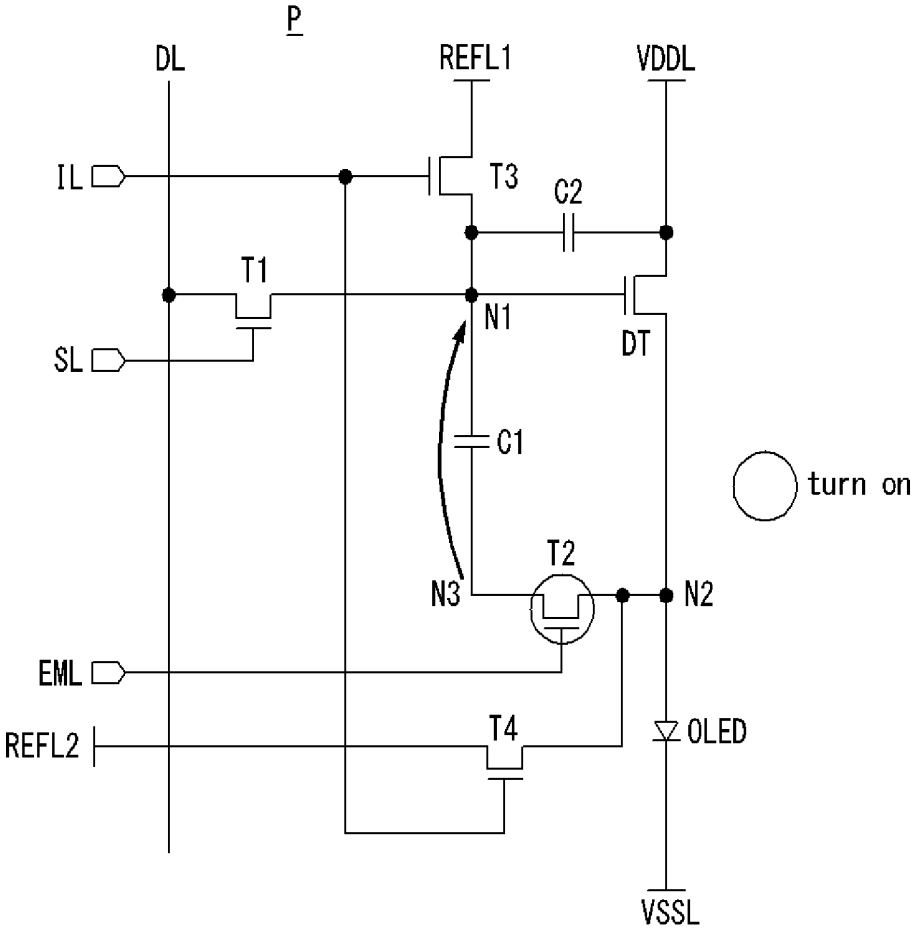 P
DL
REFL1
VDDL
IL
T3
C2
T1
N1
DT
SL
C1
turn on
T2
N3
N2
EML
T4
REFL2
OLED
VSSL